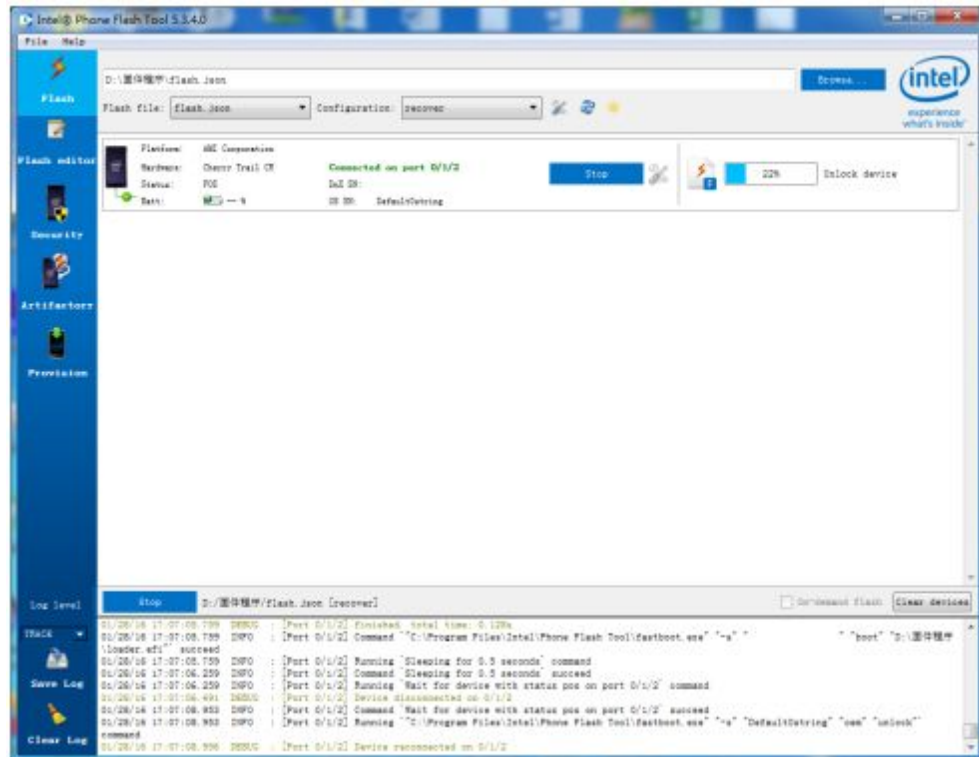 Intel® Phone Flash Tool 5.3.4.0
File Help
Flash
D:\固件程序\flash.json
Browse...
intel
experience
what's inside
Flash file: flash.json Configuration: recover
Flash editor
Platform: Corporation
Hardware: Cherry Trail CR Connected on port 0/1/2 Stop 22% Unlock device
Status: POS SN:
Batt: -- % SN: DefaultOstring
Security
Artifactory
Provision
Log level
Stop D:/固件程序/flash.json [recover] On-demand flash Clear devices
TRACE
Save Log
Clear Log
01/28/16 17:07:05.759 DEBUG : [Port 0/1/2] Finished. total time: 0.128s
01/28/16 17:07:05.759 INFO : [Port 0/1/2] Command `"C:\Program Files\Intel\Phone Flash Tool\fastboot.exe" "-s" " " "boot" "D:\固件程序
\loader.efi"` succeed
01/28/16 17:07:05.759 INFO : [Port 0/1/2] Running `Sleeping for 0.5 seconds` command
01/28/16 17:07:06.259 INFO : [Port 0/1/2] Command `Sleeping for 0.5 seconds` succeed
01/28/16 17:07:06.259 INFO : [Port 0/1/2] Running `Wait for device with status pos on port 0/1/2` command
01/28/16 17:07:06.491 DEBUG : [Port 0/1/2] Device disconnected on 0/1/2
01/28/16 17:07:08.953 INFO : [Port 0/1/2] Command `Wait for device with status pos on port 0/1/2` succeed
01/28/16 17:07:08.953 INFO : [Port 0/1/2] Running `"C:\Program Files\Intel\Phone Flash Tool\fastboot.exe" "-s" "DefaultOstring" "oem" "unlock"`
command
01/28/16 17:07:08.996 DEBUG : [Port 0/1/2] Device reconnected on 0/1/2